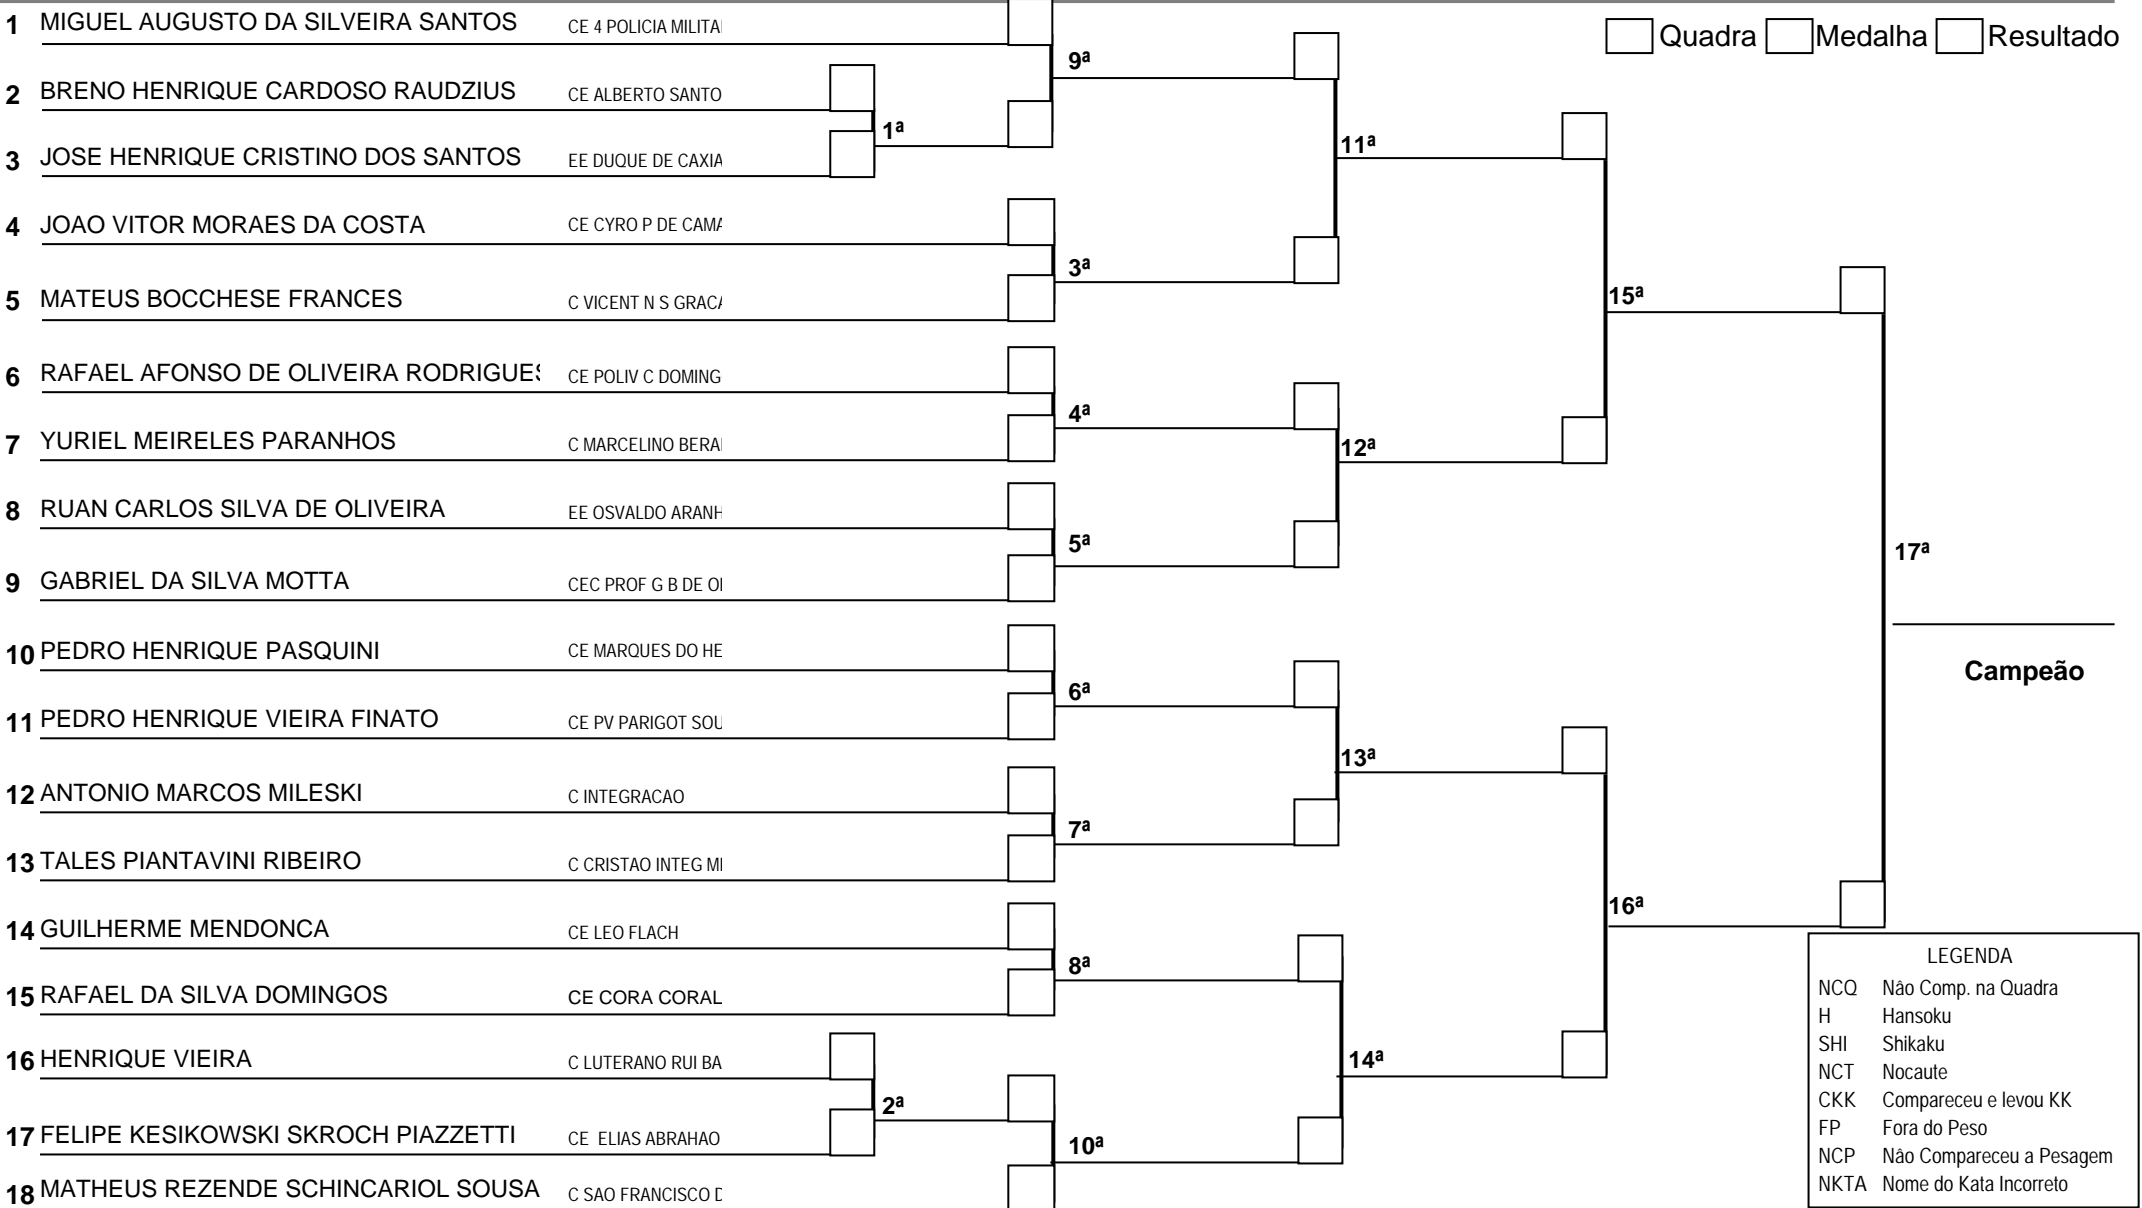 1 MIGUEL AUGUSTO DA SILVEIRA SANTOS CE 4 POLICIA MILITAI
Quadra Medalha Resultado
9ª
2 BRENO HENRIQUE CARDOSO RAUDZIUS CE ALBERTO SANTO
1ª
3 JOSE HENRIQUE CRISTINO DOS SANTOS EE DUQUE DE CAXIA
11ª
4 JOAO VITOR MORAES DA COSTA CE CYRO P DE CAMA
3ª
5 MATEUS BOCCHESE FRANCES C VICENT N S GRACA
15ª
6 RAFAEL AFONSO DE OLIVEIRA RODRIGUES CE POLIV C DOMING
4ª
7 YURIEL MEIRELES PARANHOS C MARCELINO BERA
12ª
8 RUAN CARLOS SILVA DE OLIVEIRA EE OSVALDO ARANH
5ª
17ª
9 GABRIEL DA SILVA MOTTA CEC PROF G B DE OI
10 PEDRO HENRIQUE PASQUINI CE MARQUES DO HE
Campeão
6ª
11 PEDRO HENRIQUE VIEIRA FINATO CE PV PARIGOT SOU
13ª
12 ANTONIO MARCOS MILESKI C INTEGRACAO
7ª
13 TALES PIANTAVINI RIBEIRO C CRISTAO INTEG MI
16ª
14 GUILHERME MENDONCA CE LEO FLACH
8ª
15 RAFAEL DA SILVA DOMINGOS CE CORA CORAL
16 HENRIQUE VIEIRA C LUTERANO RUI BA
14ª
2ª
17 FELIPE KESIKOWSKI SKROCH PIAZZETTI CE ELIAS ABRAHAO
10ª
18 MATHEUS REZENDE SCHINCARIOL SOUSA C SAO FRANCISCO D
LEGENDA
NCQ Nâo Comp. na Quadra
H Hansoku
SHI Shikaku
NCT Nocaute
CKK Compareceu e levou KK
FP Fora do Peso
NCP Nâo Compareceu a Pesagem
NKTA Nome do Kata Incorreto